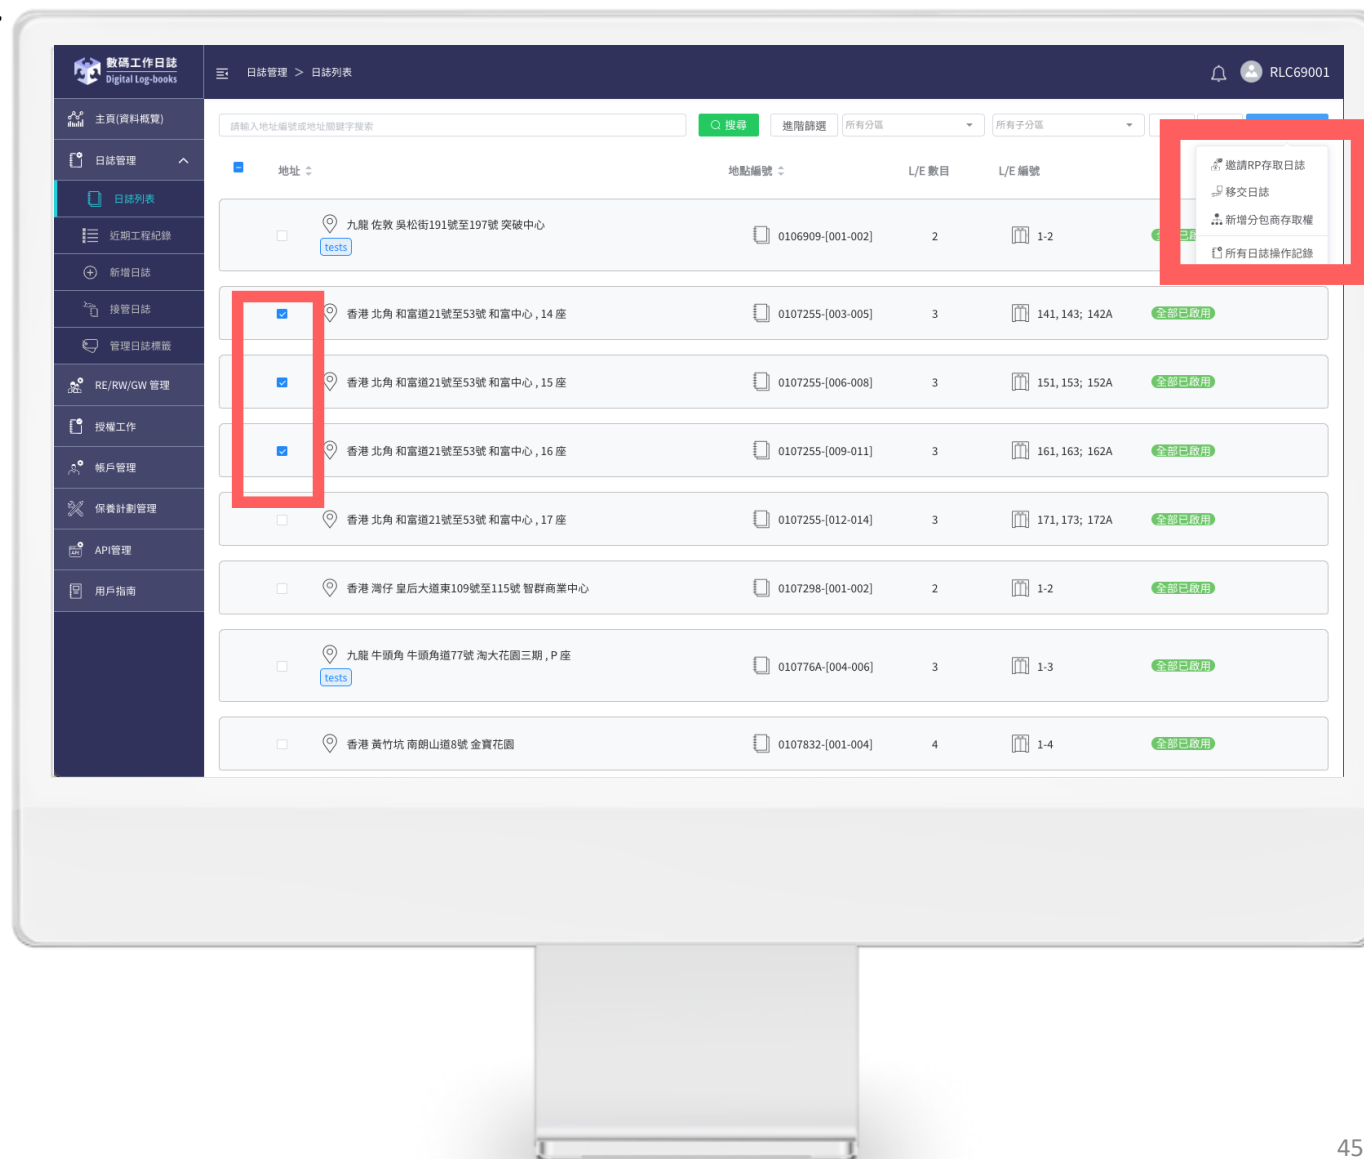 數碼工作日誌
Digital Log-books
日誌管理 > 日誌列表
RLC69001
主頁(資料概覽)
日誌管理
日誌列表
近期工程紀錄
新增日誌
接管日誌
管理日誌標籤
RE/RW/GW 管理
授權工作
帳戶管理
保養計劃管理
API管理
用戶指南
請輸入地址編號或地址關鍵字搜索
搜尋
進階篩選
所有分區
所有子分區
邀請RP存取日誌
移交日誌
新增分包商存取權
所有日誌操作記錄
地址 地點編號 L/E 數目 L/E 編號
九龍 佐敦 吳松街191號至197號 突破中心
tests
0106909-[001-002] 2 1-2
香港 北角 和富道21號至53號 和富中心 , 14 座 0107255-[003-005] 3 141, 143; 142A 全部已啟用
香港 北角 和富道21號至53號 和富中心 , 15 座 0107255-[006-008] 3 151, 153; 152A 全部已啟用
香港 北角 和富道21號至53號 和富中心 , 16 座 0107255-[009-011] 3 161, 163; 162A 全部已啟用
香港 北角 和富道21號至53號 和富中心 , 17 座 0107255-[012-014] 3 171, 173; 172A 全部已啟用
香港 灣仔 皇后大道東109號至115號 智群商業中心 0107298-[001-002] 2 1-2 全部已啟用
九龍 牛頭角 牛頭角道77號 淘大花園三期 , P 座
tests
010776A-[004-006] 3 1-3 全部已啟用
香港 黃竹坑 南朗山道8號 金寶花園 0107832-[001-004] 4 1-4 全部已啟用
45